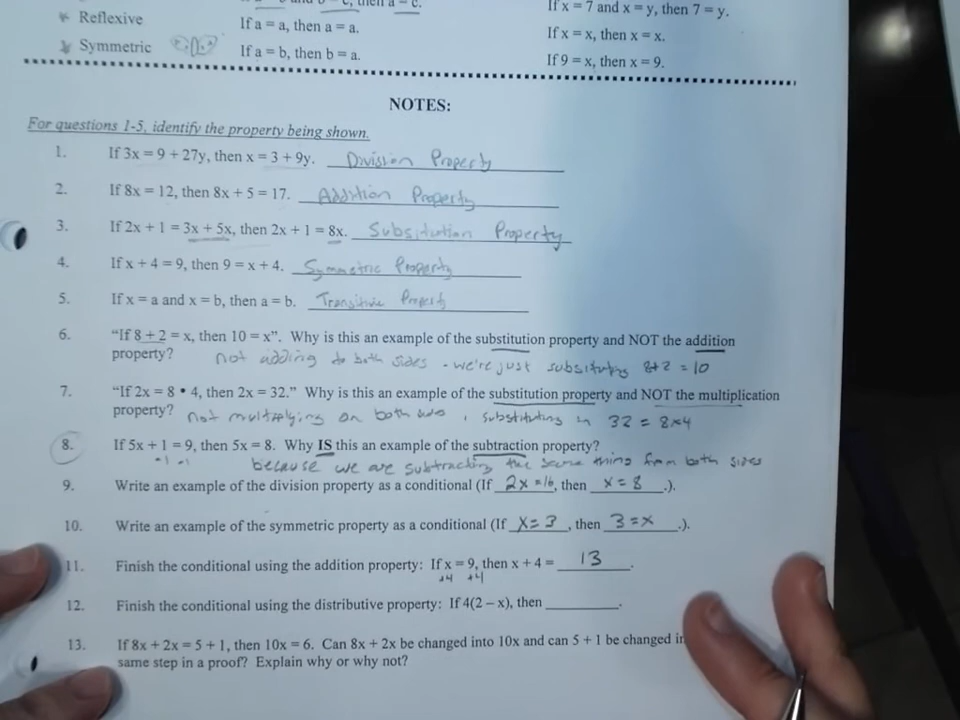 then a = c.
If x = 7 and x = y, then 7 = y.
Reflexive If a = a, then a = a. If x = x, then x = x.
Symmetric If a = b, then b = a. If 9 = x, then x = 9.
NOTES:
For questions 1-5, identify the property being shown.
1. If 3x = 9 + 27y, then x = 3 + 9y. Division Property
2. If 8x = 12, then 8x + 5 = 17. Addition Property
3. If 2x + 1 = 3x + 5x, then 2x + 1 = 8x. Subsitution Property
4. If x + 4 = 9, then 9 = x + 4. Symmetric Property
5. If x = a and x = b, then a = b. Transitive Property
6. “If 8 + 2 = x, then 10 = x”. Why is this an example of the substitution property and NOT the addition
property? not adding to both sides - we're just subsituting 8+2 = 10
7. “If 2x = 8 • 4, then 2x = 32.” Why is this an example of the substitution property and NOT the multiplication
property? not multiplying on both , substituting in 32 = 8×4
8. If 5x + 1 = 9, then 5x = 8. Why IS this an example of the subtraction property?
-1 -1 because we are subtracting the same thing from both sides
9. Write an example of the division property as a conditional (If 2x = 16, then x = 8.).
10. Write an example of the symmetric property as a conditional (If x = 3, then 3 = x.).
11. Finish the conditional using the addition property: If x = 9, then x + 4 = 13.
+4 +4
12. Finish the conditional using the distributive property: If 4(2 – x), then ________.
13. If 8x + 2x = 5 + 1, then 10x = 6. Can 8x + 2x be changed into 10x and can 5 + 1 be changed
same step in a proof? Explain why or why not?